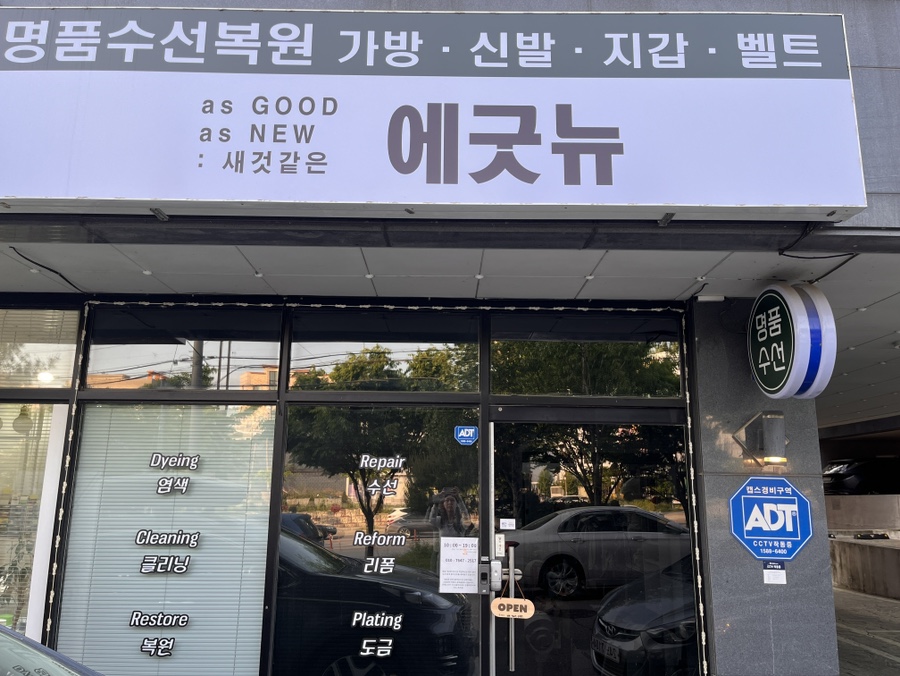 명품수선복원 가방 · 신발 · 지갑 · 벨트
as GOOD
as NEW
: 새것같은
에굿뉴
명품
수선
Dyeing
염색
Cleaning
클리닝
Restore
복원
Repair
수선
Reform
리폼
Plating
도금
ADT
OPEN
캡스경비구역
ADT
CCTV작동중
1588-6400